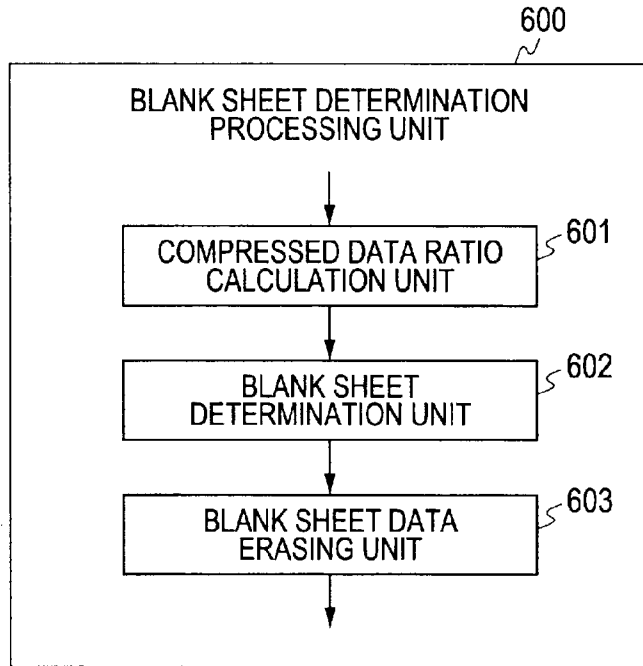 600
BLANK SHEET DETERMINATION
PROCESSING UNIT
COMPRESSED DATA RATIO
CALCULATION UNIT
601
BLANK SHEET
DETERMINATION UNIT
602
BLANK SHEET DATA
ERASING UNIT
603